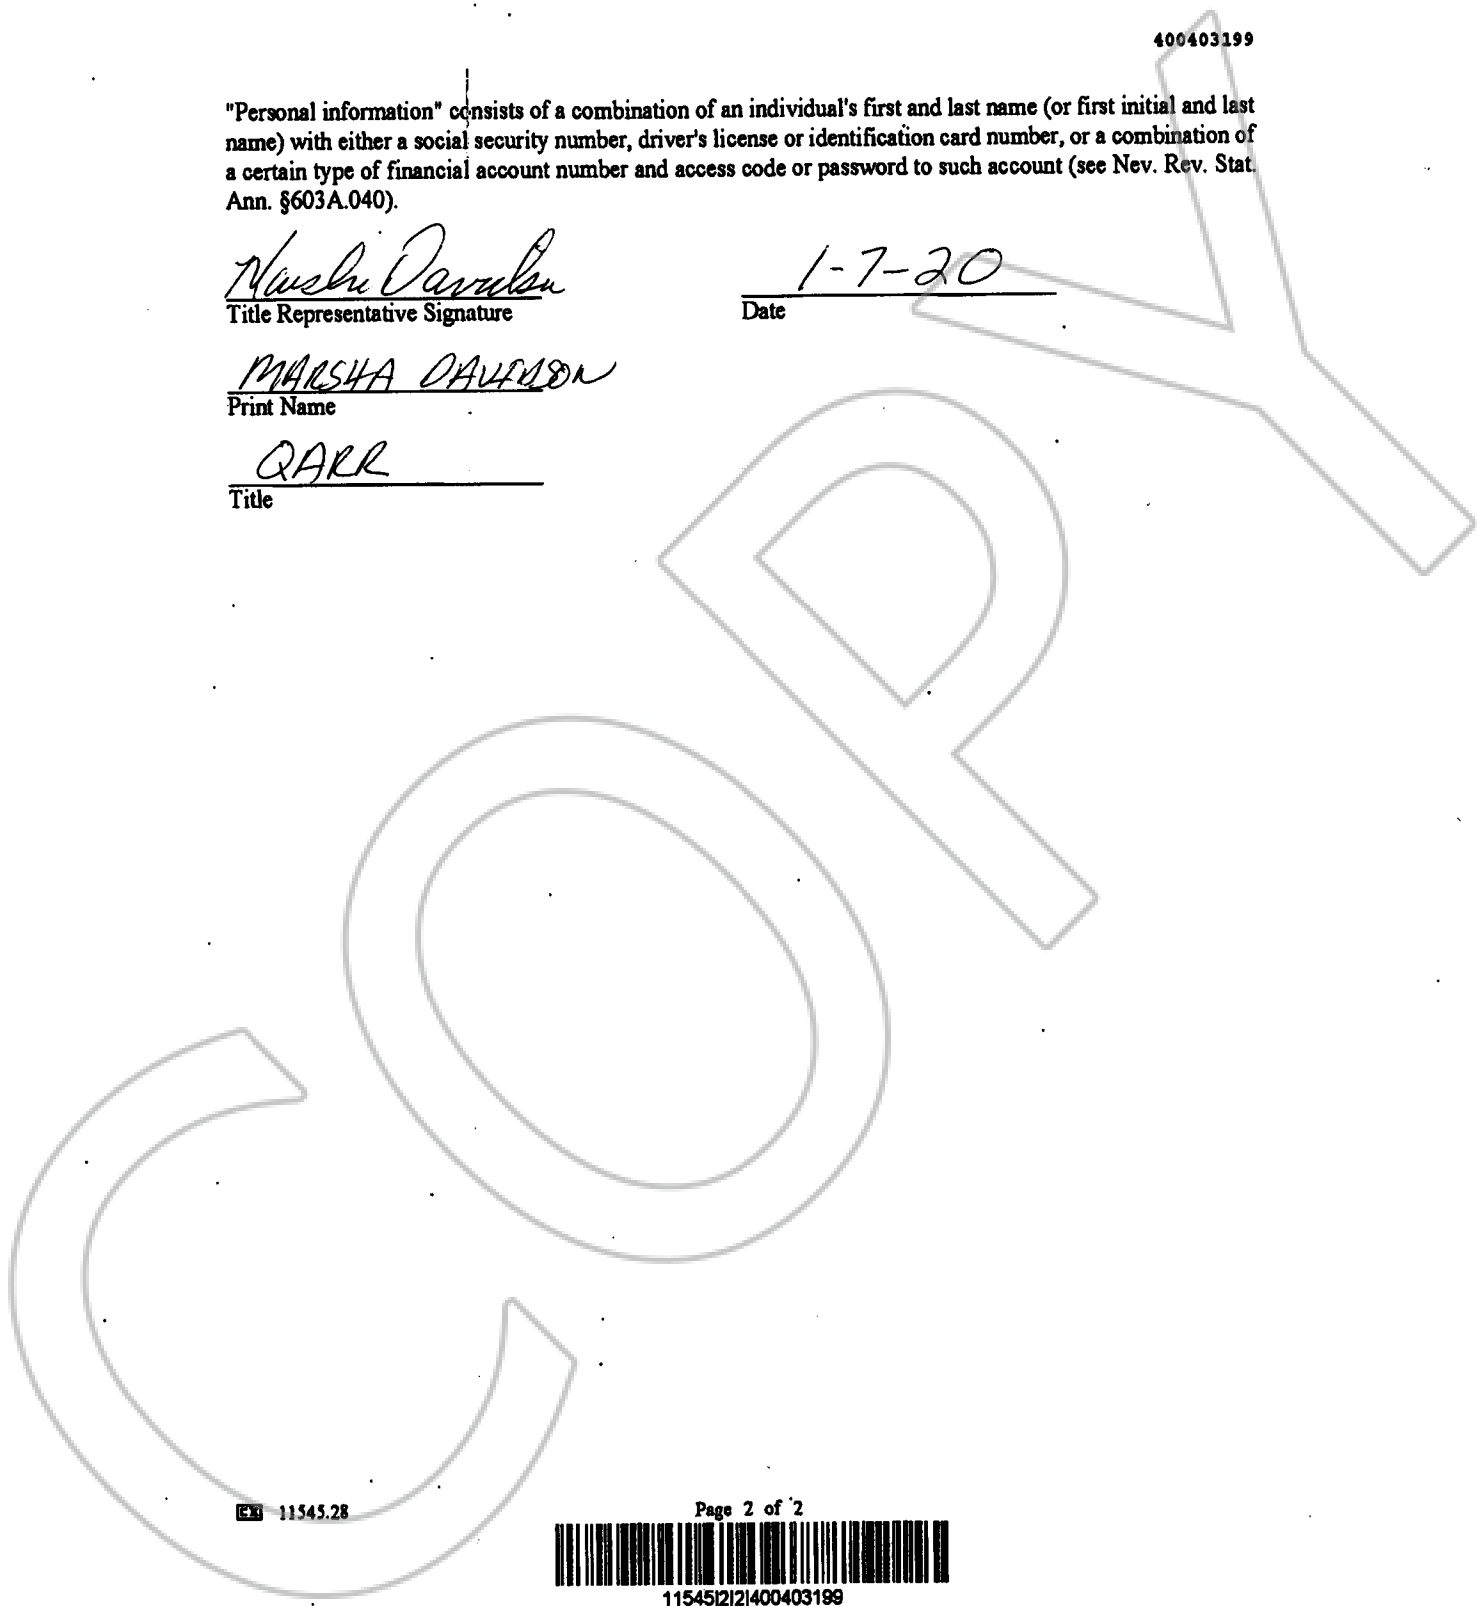 400403199
"Personal information" consists of a combination of an individual's first and last name (or first initial and last
name) with either a social security number, driver's license or identification card number, or a combination of
a certain type of financial account number and access code or password to such account (see Nev. Rev. Stat.
Ann. §603A.040).
Marsha Davidson 1-7-20
Title Representative Signature Date
MARSHA DAVIDSON
Print Name
QARR
Title
COPY
CX 11545.28 Page 2 of 2
11545|2|2|400403199